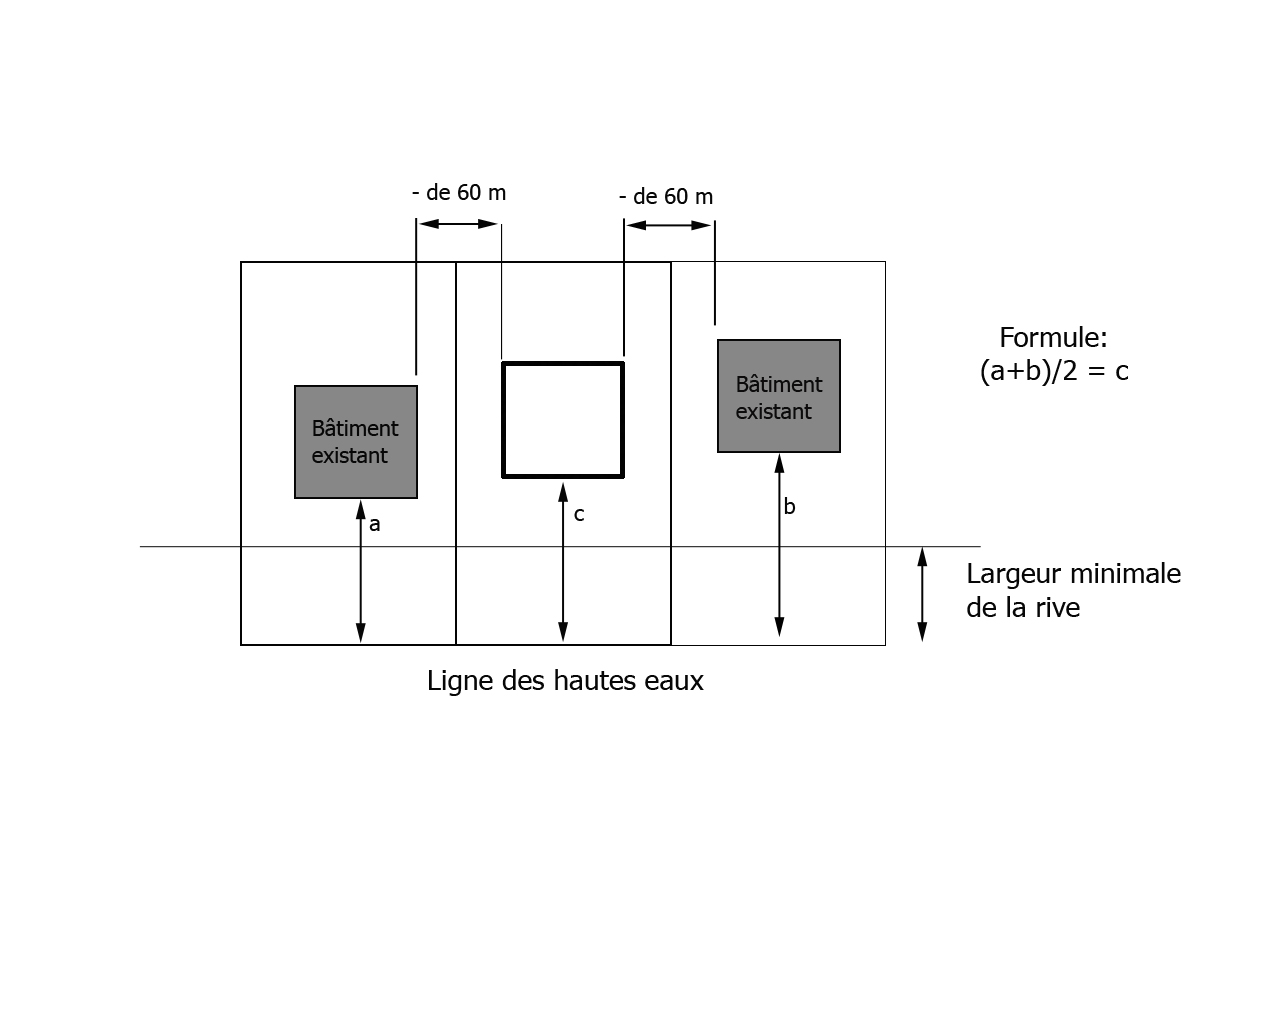 - de 60 m
- de 60 m
Formule:
(a+b)/2 = c
Bâtiment
existant
Bâtiment
existant
a
c
b
Largeur minimale
de la rive
Ligne des hautes eaux